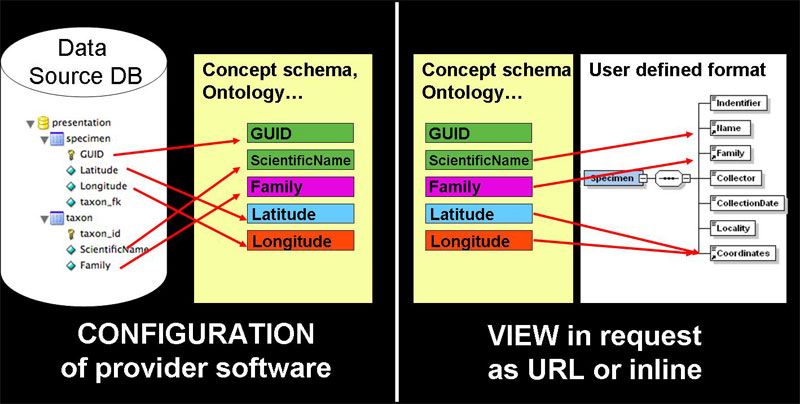 Data
Source DB
presentation
specimen
GUID
Latitude
Longitude
taxon_fk
taxon
taxon_id
ScientificName
Family
Concept schema,
Ontology…
GUID
ScientificName
Family
Latitude
Longitude
CONFIGURATION
of provider software
Concept schema
Ontology…
GUID
ScientificName
Family
Latitude
Longitude
User defined format
Specimen
Indentifier
Name
Family
Collector
CollectionDate
Locality
Coordinates
VIEW in request
as URL or inline